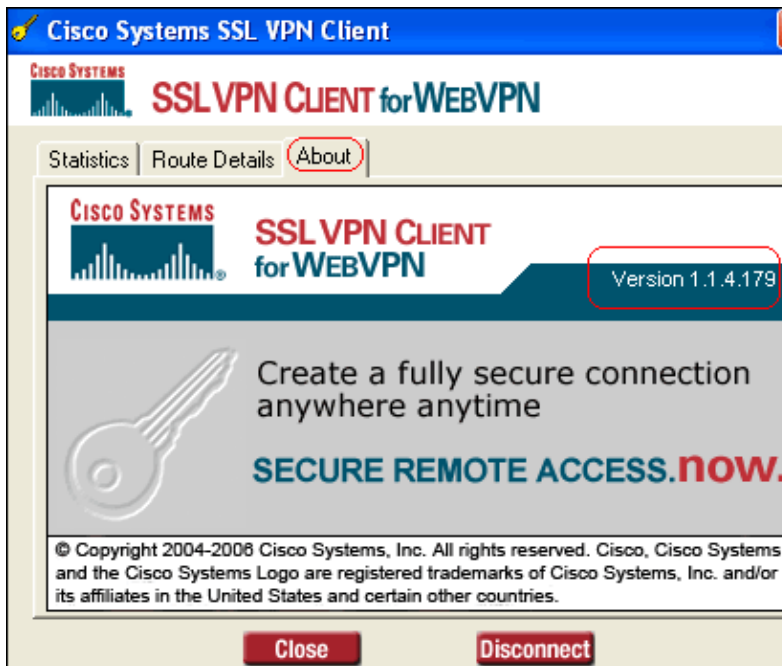 Cisco Systems SSL VPN Client
CISCO SYSTEMS
SSL VPN CLIENT for WEBVPN
Statistics Route Details About
CISCO SYSTEMS
®
SSL VPN CLIENT
for WEBVPN
Version 1.1.4.179
Create a fully secure connection
anywhere anytime
SECURE REMOTE ACCESS.now.
© Copyright 2004-2006 Cisco Systems, Inc. All rights reserved. Cisco, Cisco Systems
and the Cisco Systems Logo are registered trademarks of Cisco Systems, Inc. and/or
its affiliates in the United States and certain other countries.
Close Disconnect